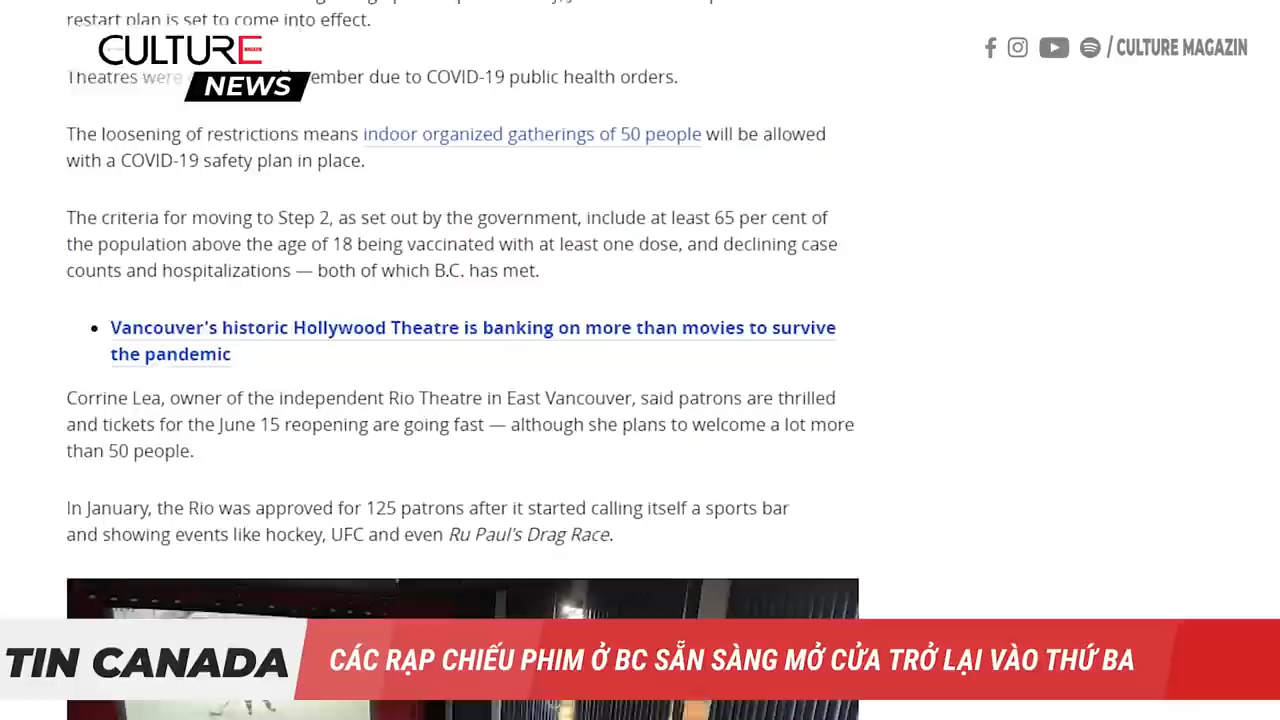 restart plan is set to come into effect.
CULTURE
NEWS
/ CULTURE MAGAZIN
Theatres were ember due to COVID-19 public health orders.
The loosening of restrictions means indoor organized gatherings of 50 people will be allowed
with a COVID-19 safety plan in place.
The criteria for moving to Step 2, as set out by the government, include at least 65 per cent of
the population above the age of 18 being vaccinated with at least one dose, and declining case
counts and hospitalizations — both of which B.C. has met.
• Vancouver's historic Hollywood Theatre is banking on more than movies to survive
the pandemic
Corrine Lea, owner of the independent Rio Theatre in East Vancouver, said patrons are thrilled
and tickets for the June 15 reopening are going fast — although she plans to welcome a lot more
than 50 people.
In January, the Rio was approved for 125 patrons after it started calling itself a sports bar
and showing events like hockey, UFC and even Ru Paul's Drag Race.
TIN CANADA
CÁC RẠP CHIẾU PHIM Ở BC SẴN SÀNG MỞ CỬA TRỞ LẠI VÀO THỨ BA